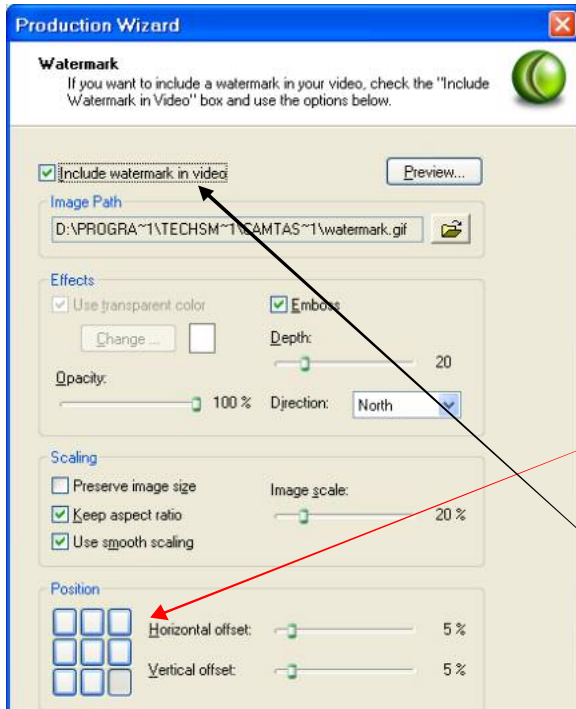 Production Wizard
Watermark
If you want to include a watermark in your video, check the "Include
Watermark in Video" box and use the options below.
Include watermark in video
Preview...
Image Path
D:\PROGRA~1\TECHSM~1\CAMTAS~1\watermark.gif
Effects
Use transparent color
Emboss
Change ...
Depth:
20
Opacity:
100 %
Direction:
North
Scaling
Preserve image size
Image scale:
Keep aspect ratio
20 %
Use smooth scaling
Position
Horizontal offset:
5 %
Vertical offset:
5 %